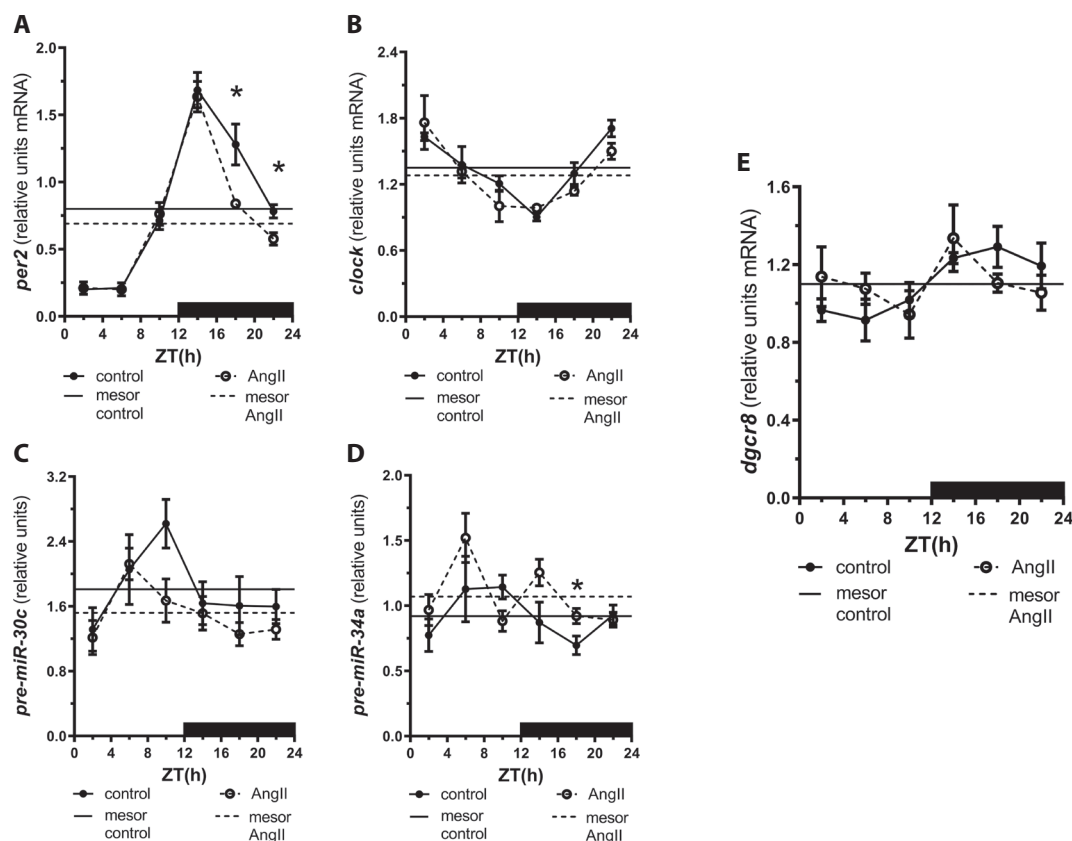 A
per2 (relative units mRNA)
2.0
1.5
1.0
0.5
0.0
*
*
0 4 8 12 16 20 24
ZT(h)
control AngII
mesor control mesor AngII
B
clock (relative units mRNA)
2.4
1.8
1.2
0.6
0.0
0 4 8 12 16 20 24
ZT(h)
control AngII
mesor control mesor AngII
C
pre-miR-30c (relative units)
3.2
2.4
1.6
0.8
0.0
0 4 8 12 16 20 24
ZT(h)
control AngII
mesor control mesor AngII
D
pre-miR-34a (relative units)
2.0
1.5
1.0
0.5
0.0
*
0 4 8 12 16 20 24
ZT(h)
control AngII
mesor control mesor AngII
E
dgcr8 (relative units mRNA)
1.6
1.2
0.8
0.4
0.0
0 4 8 12 16 20 24
ZT(h)
control AngII
mesor control mesor AngII